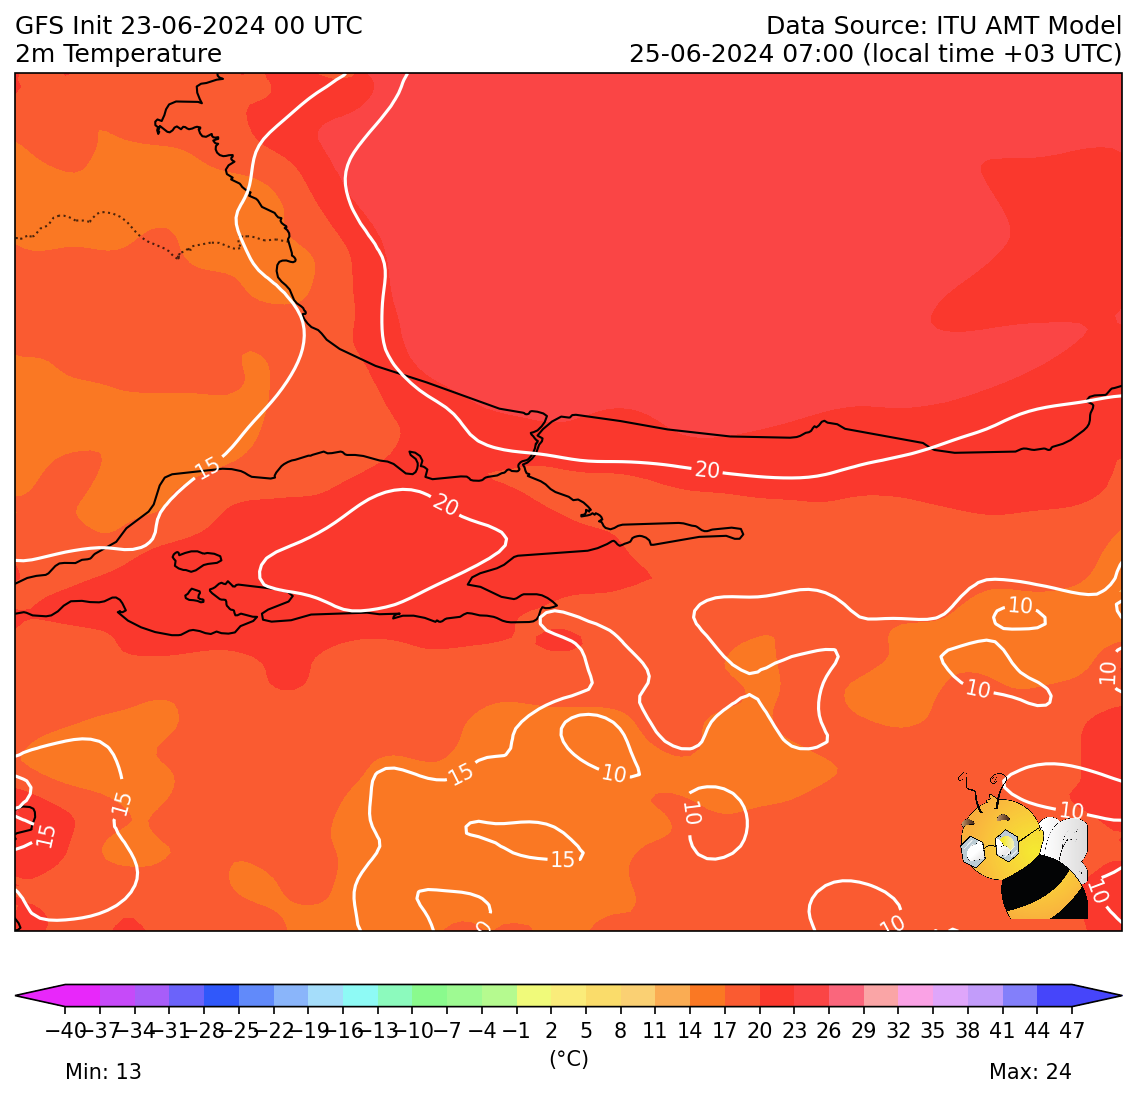 GFS Init 23-06-2024 00 UTC
2m Temperature
Data Source: ITU AMT Model
25-06-2024 07:00 (local time +03 UTC)
15
20
20
10
10
10
15
10
15
10
10
15
15
10
10
−40 −37 −34 −31 −28 −25 −22 −19 −16 −13 −10 −7 −4 −1 2 5 8 11 14 17 20 23 26 29 32 35 38 41 44 47
(°C)
Min: 13
Max: 24